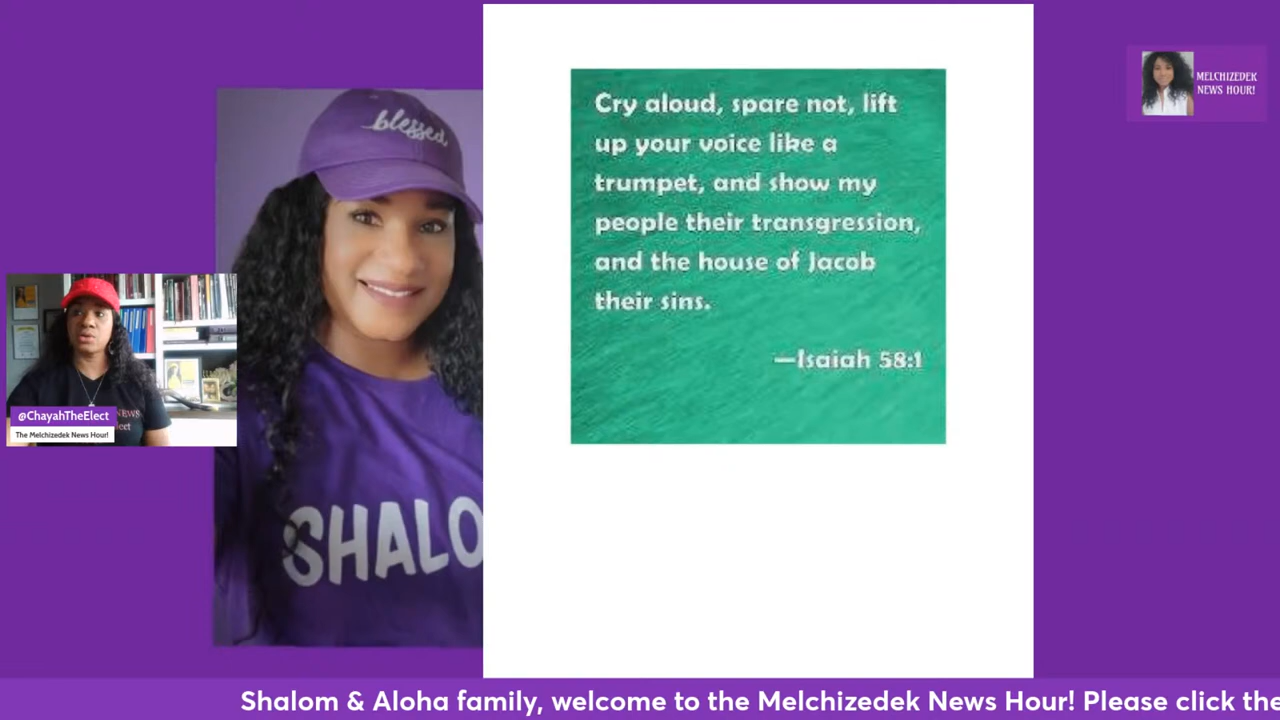 blessed
SHALO
@ChayahTheElect
The Melchizedek News Hour!
NEWS
Cry aloud, spare not, lift
up your voice like a
trumpet, and show my
people their transgression,
and the house of Jacob
their sins.
—Isaiah 58:1
MELCHIZEDEK
NEWS HOUR!
Shalom & Aloha family, welcome to the Melchizedek News Hour! Please click the